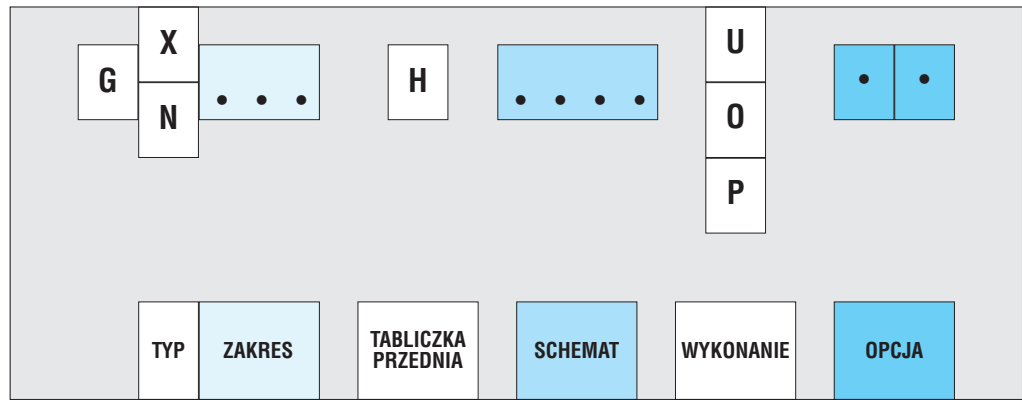 X
G
N
• • •
H
• • • •
U
O
P
• •
TYP
ZAKRES
TABLICZKA
PRZEDNIA
SCHEMAT
WYKONANIE
OPCJA